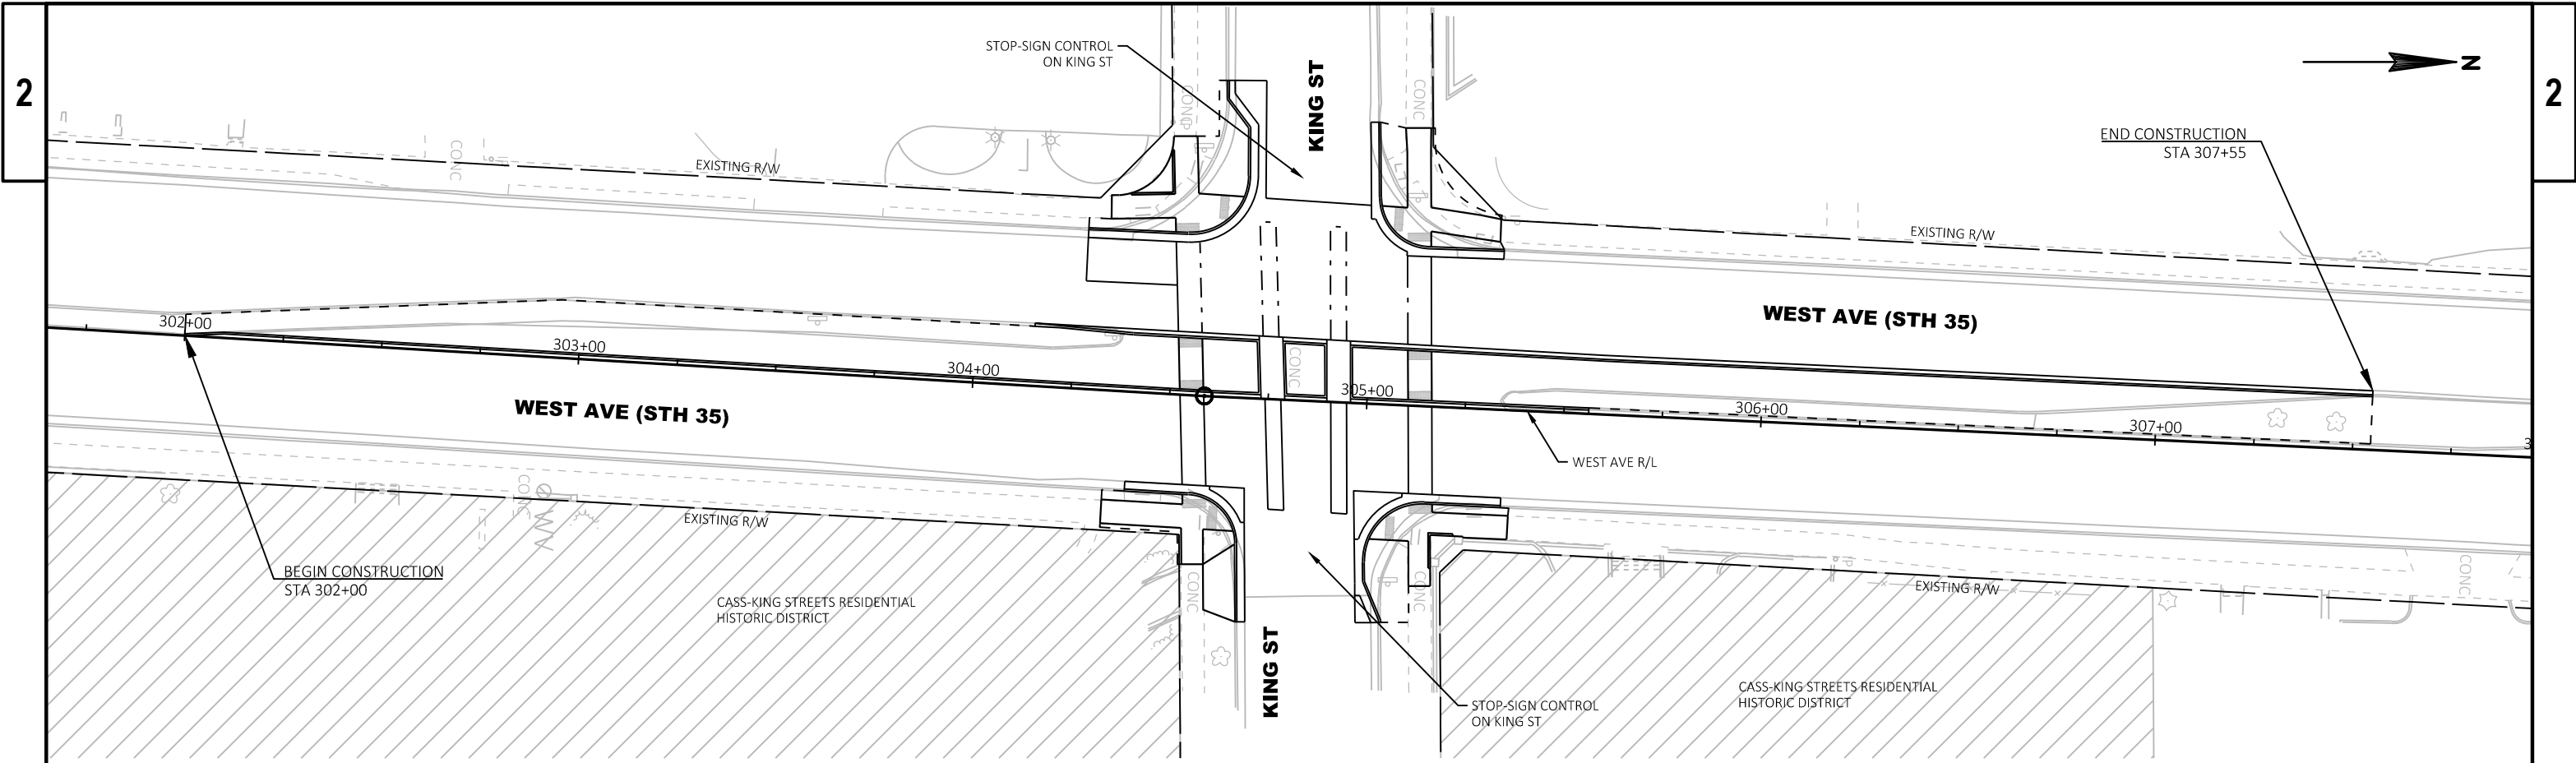 2
2
STOP-SIGN CONTROL
ON KING ST
KING ST
N
CONC
CONC
END CONSTRUCTION
STA 307+55
CONC
EXISTING R/W
EXISTING R/W
WEST AVE (STH 35)
302+00
303+00
304+00
CONC
305+00
306+00
307+00
3
WEST AVE (STH 35)
WEST AVE R/L
CONC
EXISTING R/W
BEGIN CONSTRUCTION
STA 302+00
CASS-KING STREETS RESIDENTIAL
HISTORIC DISTRICT
CONC
CONC
EXISTING R/W
CONC
KING ST
STOP-SIGN CONTROL
ON KING ST
CASS-KING STREETS RESIDENTIAL
HISTORIC DISTRICT